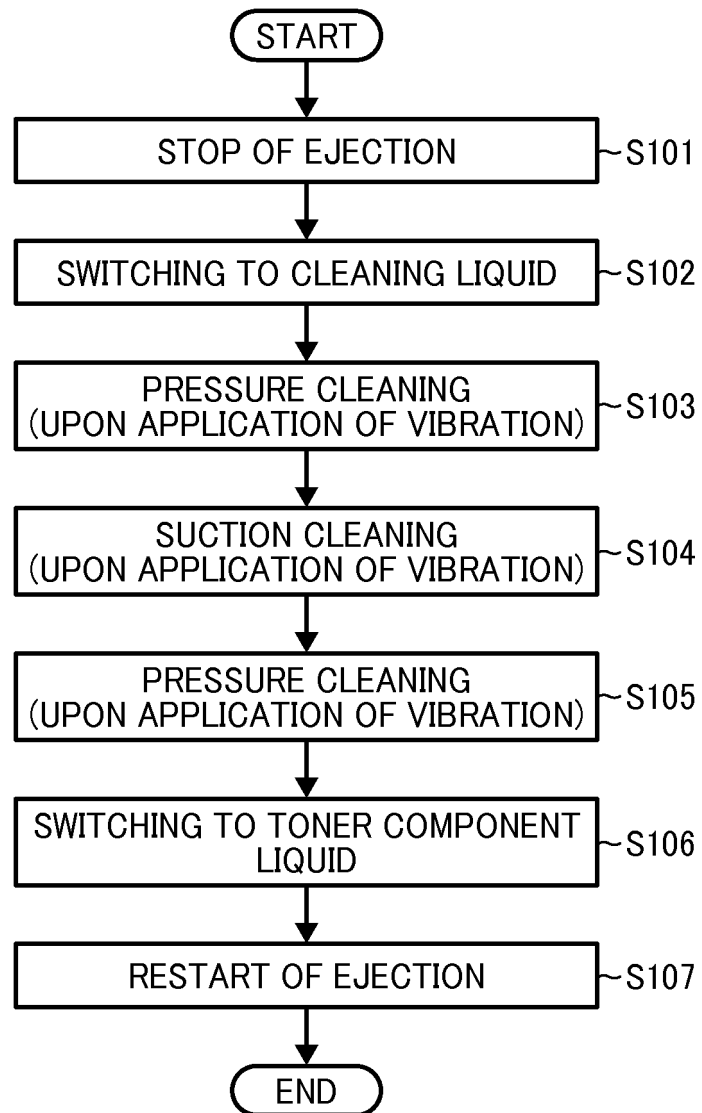 START
STOP OF EJECTION ~S101
SWITCHING TO CLEANING LIQUID ~S102
PRESSURE CLEANING
(UPON APPLICATION OF VIBRATION) ~S103
SUCTION CLEANING
(UPON APPLICATION OF VIBRATION) ~S104
PRESSURE CLEANING
(UPON APPLICATION OF VIBRATION) ~S105
SWITCHING TO TONER COMPONENT
LIQUID ~S106
RESTART OF EJECTION ~S107
END